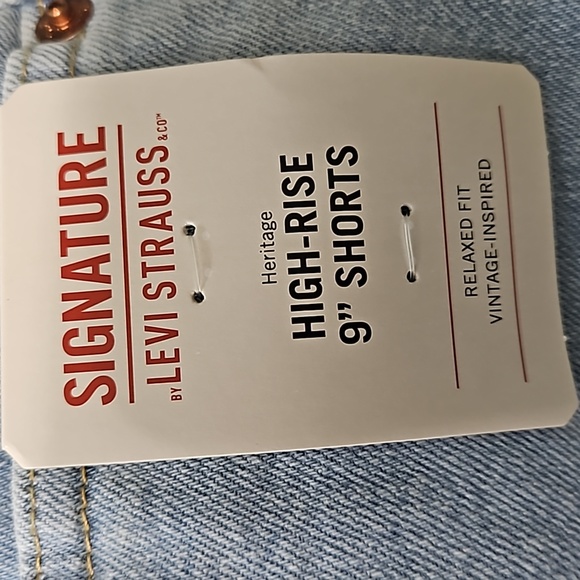 SIGNATURE
BY LEVI STRAUSS & CO™
Heritage
HIGH-RISE
9” SHORTS
RELAXED FIT
VINTAGE-INSPIRED